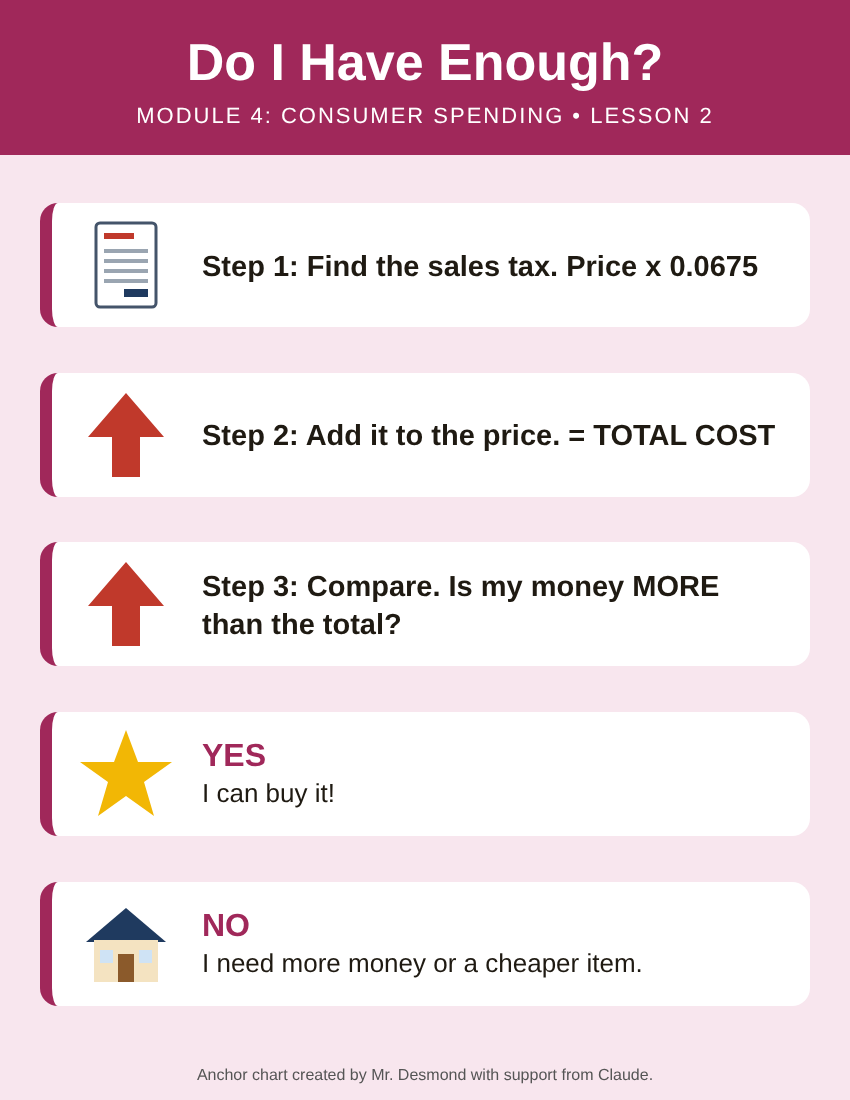 Do I Have Enough?
MODULE 4: CONSUMER SPENDING • LESSON 2
Step 1: Find the sales tax. Price x 0.0675
Step 2: Add it to the price. = TOTAL COST
Step 3: Compare. Is my money MORE
than the total?
YES
I can buy it!
NO
I need more money or a cheaper item.
Anchor chart created by Mr. Desmond with support from Claude.